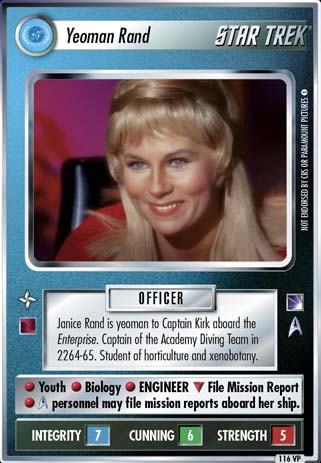 Yeoman Rand
STAR TREK
NOT ENDORSED BY CBS OR PARAMOUNT PICTURES
OFFICER
Janice Rand is yeoman to Captain Kirk aboard the
Enterprise. Captain of the Academy Diving Team in
2264-65. Student of horticulture and xenobotany.
Youth Biology ENGINEER File Mission Report
personnel may file mission reports aboard her ship.
INTEGRITY 7 CUNNING 6 STRENGTH 5
116 VP